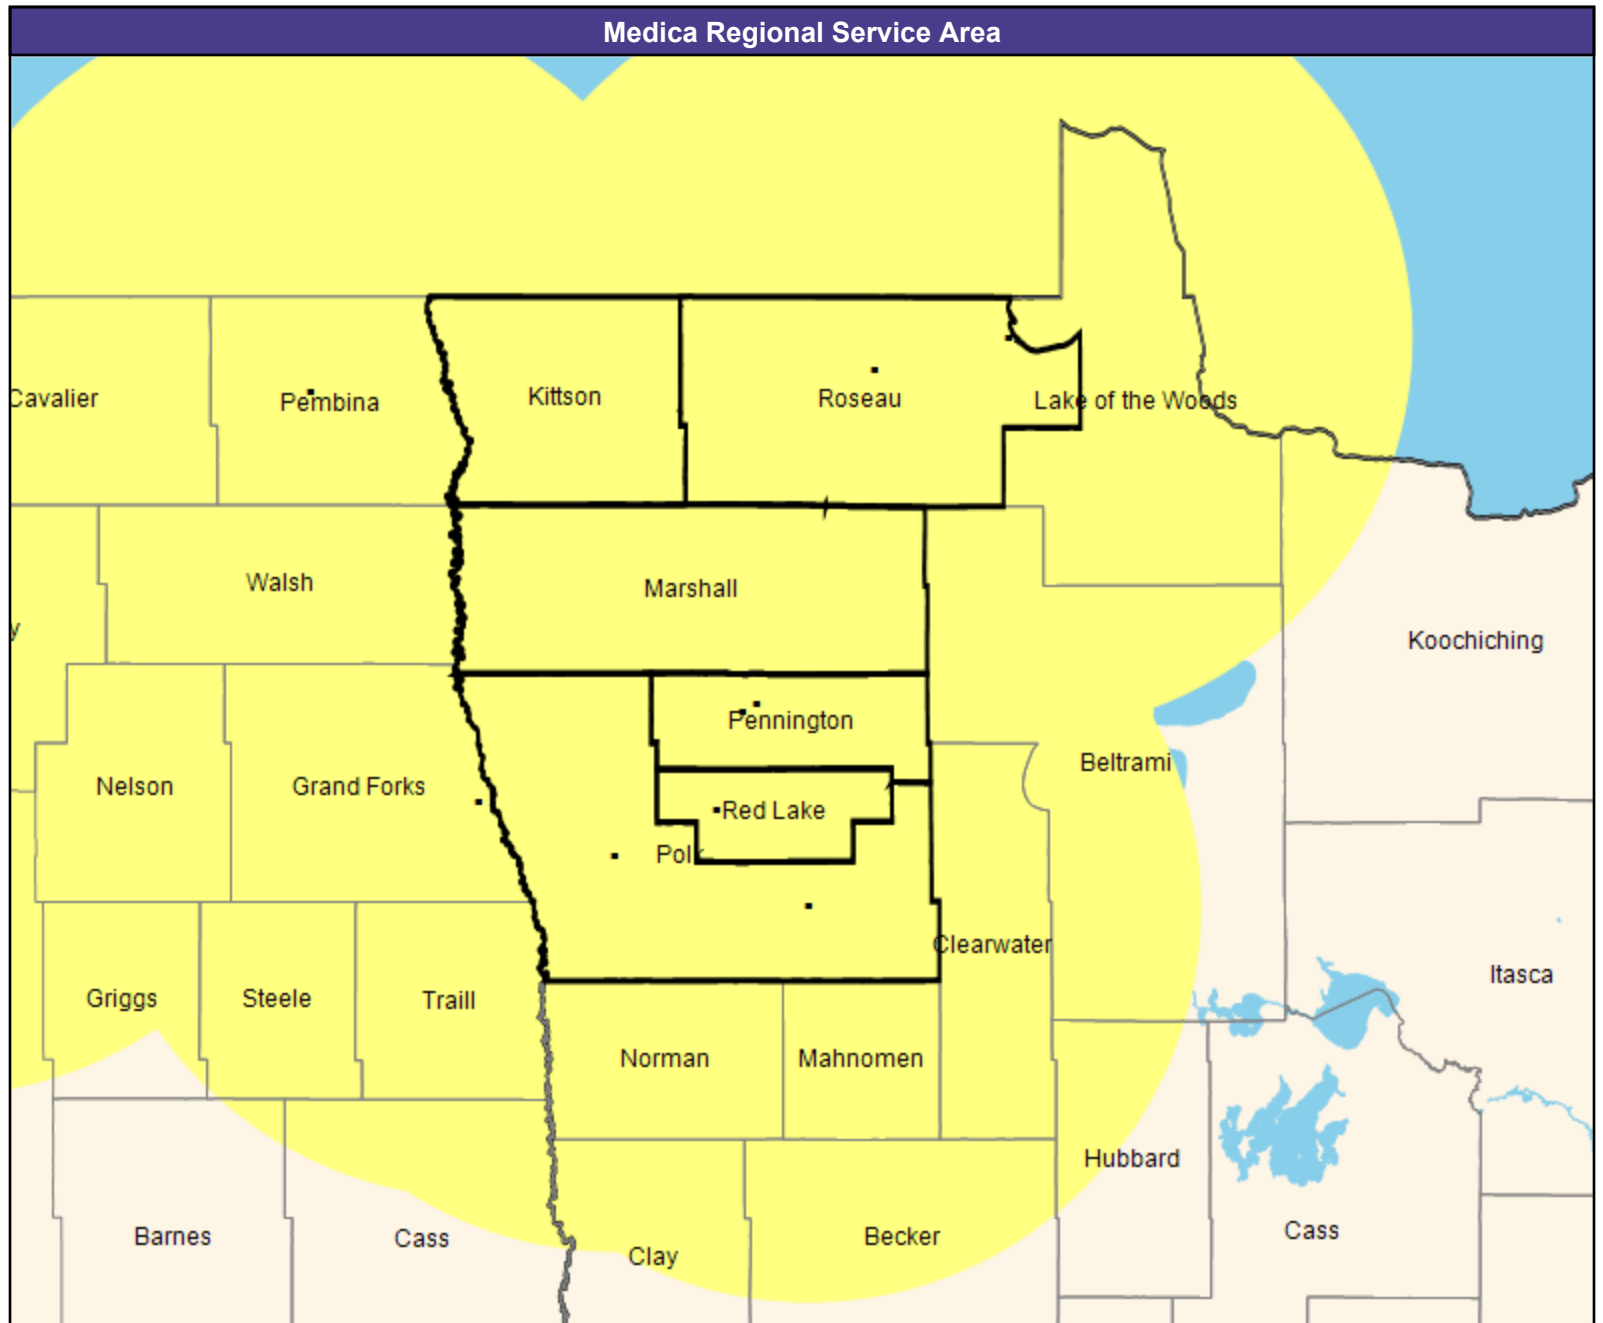 Medica Regional Service Area
Cavalier
Pembina
Kittson
Roseau
Lake of the Woods
Walsh
Marshall
y
Koochiching
Pennington
Beltrami
Nelson
Grand Forks
Red Lake
Polk
Clearwater
Itasca
Griggs
Steele
Traill
Norman
Mahnomen
Hubbard
Barnes
Cass
Clay
Becker
Cass